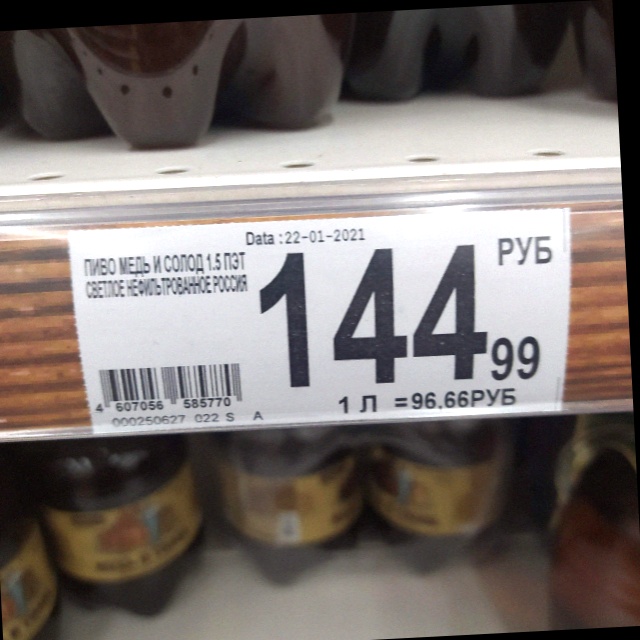 Data : 22-01-2021
ПИВО МЕДЬ И СОЛОД 1.5 ПЭТ
СВЕТЛОЕ НЕФИЛЬТРОВАННОЕ РОССИЯ
144 99 РУБ
4 607056 585770
000250627 022 S A
1 Л =96.66РУБ